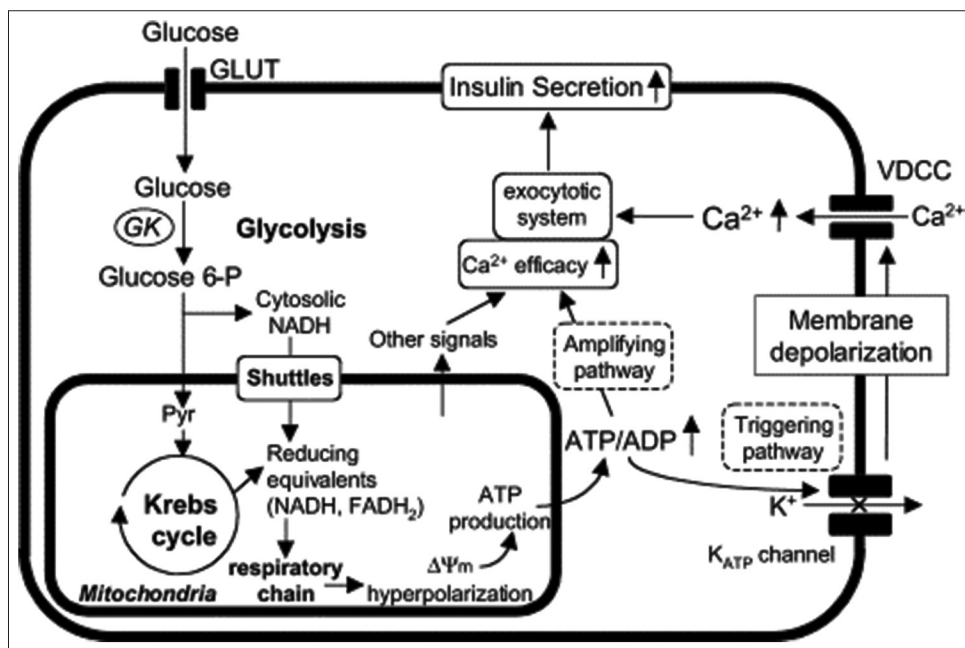 Glucose
GLUT
Insulin Secretion
Glucose
GK
Glycolysis
Glucose 6-P
Cytosolic
NADH
Shuttles
exocytotic
system
Ca²⁺ efficacy
Ca²⁺
VDCC
Ca²⁺
Other signals
Amplifying
pathway
Membrane
depolarization
Pyr
Krebs
cycle
Reducing
equivalents
(NADH, FADH₂)
respiratory
chain
hyperpolarization
ΔΨm
ATP
production
ATP/ADP
Triggering
pathway
K⁺
K_ATP channel
Mitochondria